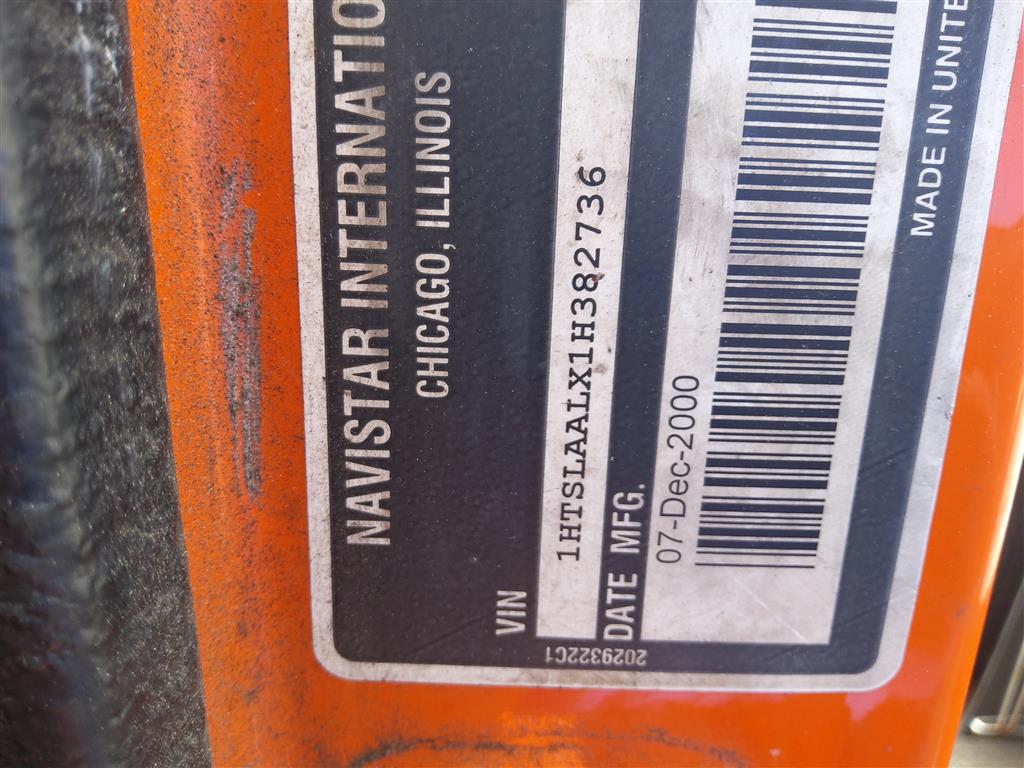 NAVISTAR INTERNATIO
CHICAGO, ILLINOIS
VIN
1HTSLAALX1H382736
DATE MFG.
07-Dec-2000
MADE IN UNITE
2029322C1